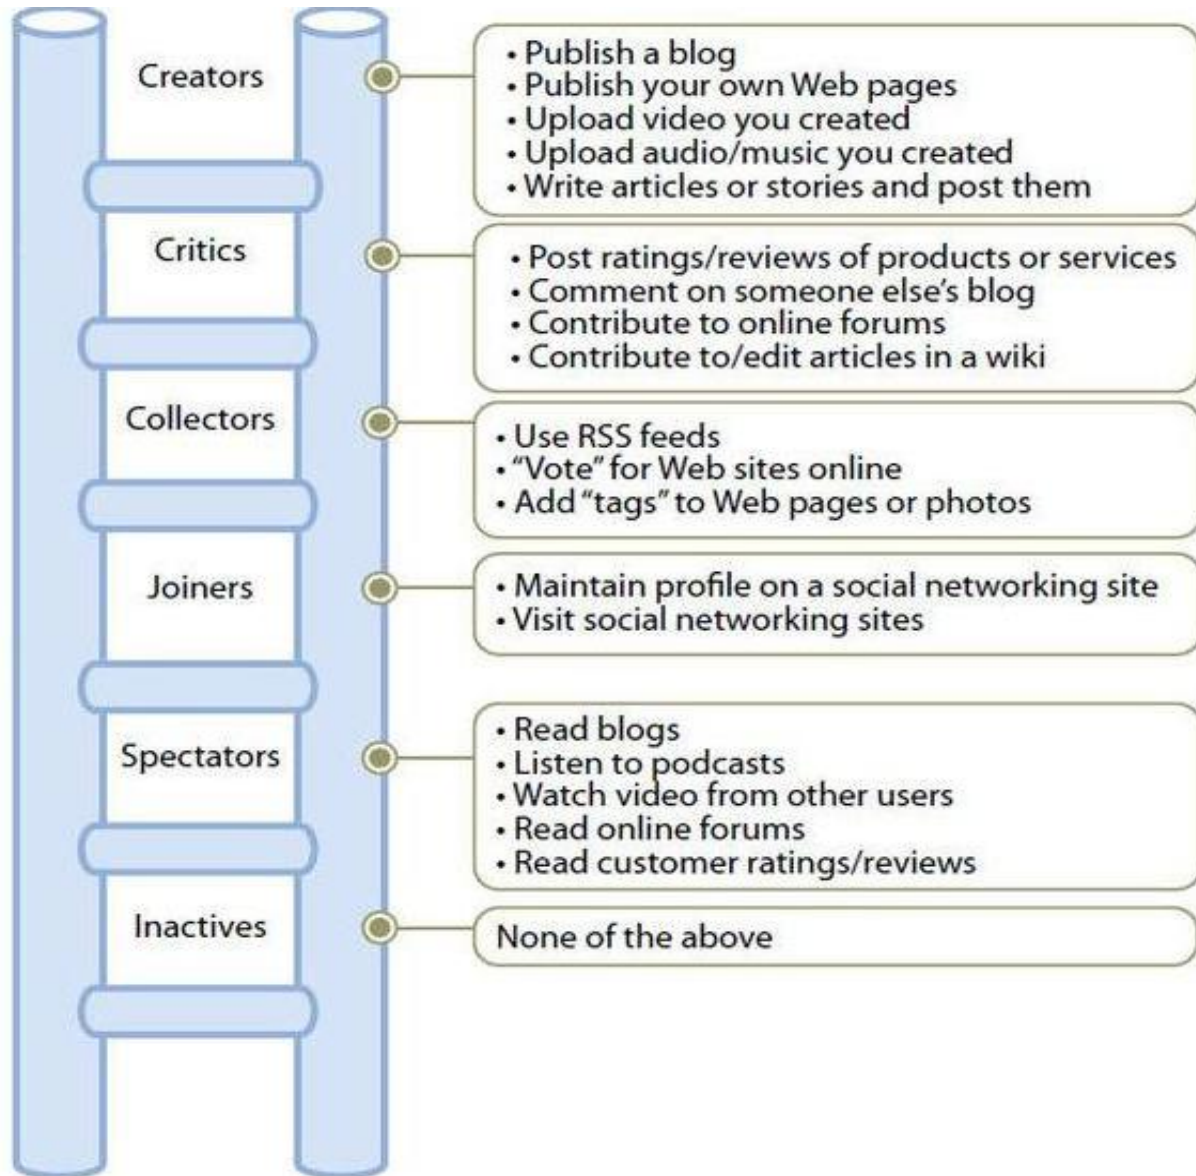 Creators
• Publish a blog
• Publish your own Web pages
• Upload video you created
• Upload audio/music you created
• Write articles or stories and post them
Critics
• Post ratings/reviews of products or services
• Comment on someone else’s blog
• Contribute to online forums
• Contribute to/edit articles in a wiki
Collectors
• Use RSS feeds
• “Vote” for Web sites online
• Add “tags” to Web pages or photos
Joiners
• Maintain profile on a social networking site
• Visit social networking sites
Spectators
• Read blogs
• Listen to podcasts
• Watch video from other users
• Read online forums
• Read customer ratings/reviews
Inactives
None of the above